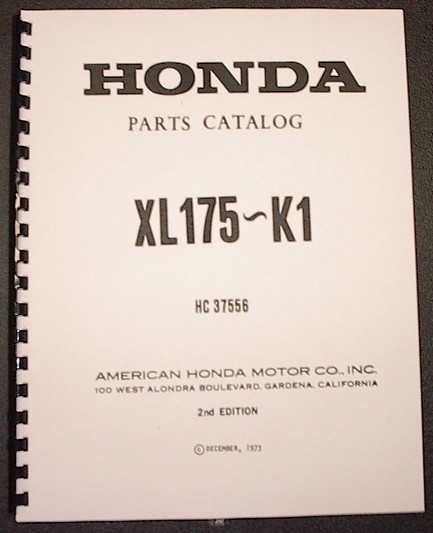 HONDA
PARTS CATALOG
XL175~K1
HC 37556
AMERICAN HONDA MOTOR CO., INC.
100 WEST ALONDRA BOULEVARD. GARDENA, CALIFORNIA
2nd EDITION
© DECEMBER, 1973